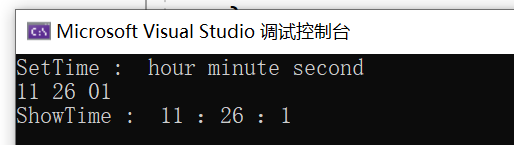 C:\
Microsoft Visual Studio 调试控制台
SetTime :  hour minute second
11 26 01
ShowTime :  11 : 26 : 1